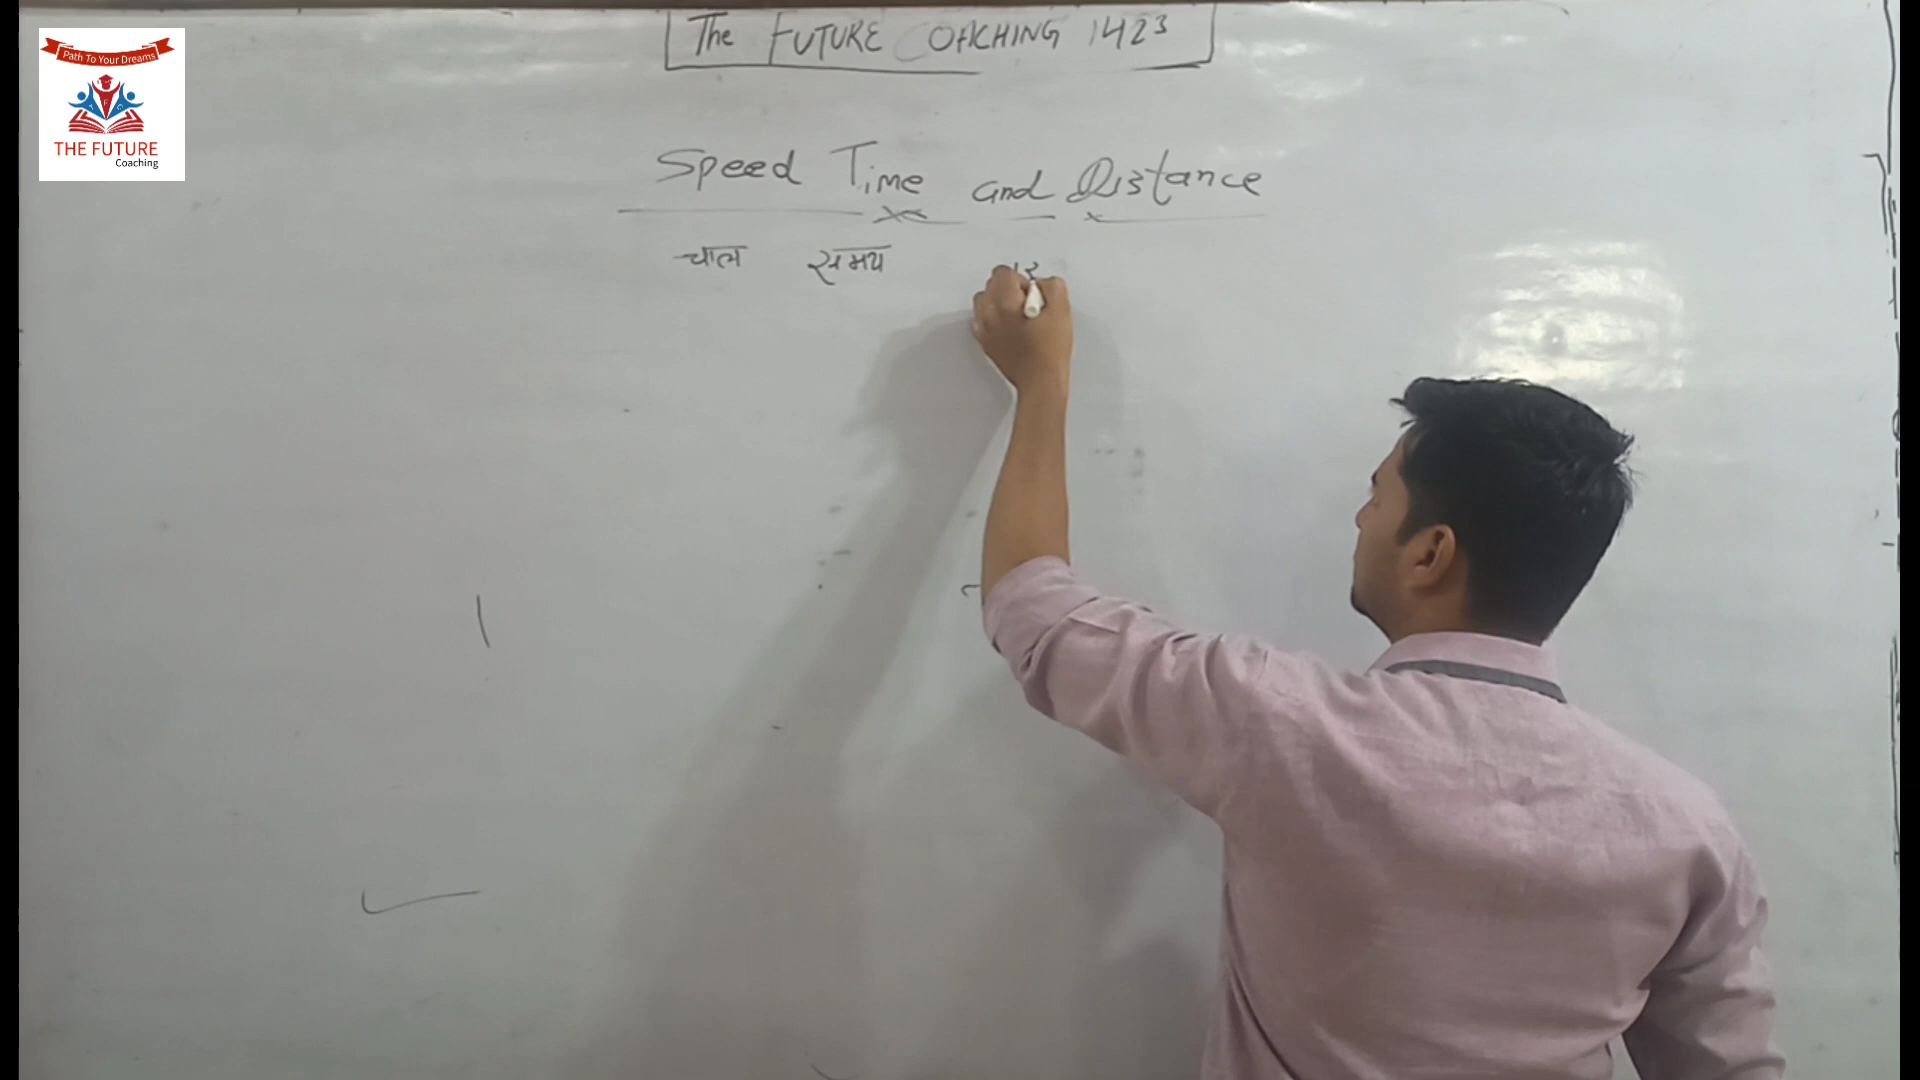 Path To Your Dreams
THE FUTURE
Coaching
The FUTURE COACHING 1423
Speed Time and Distance
चाल समय